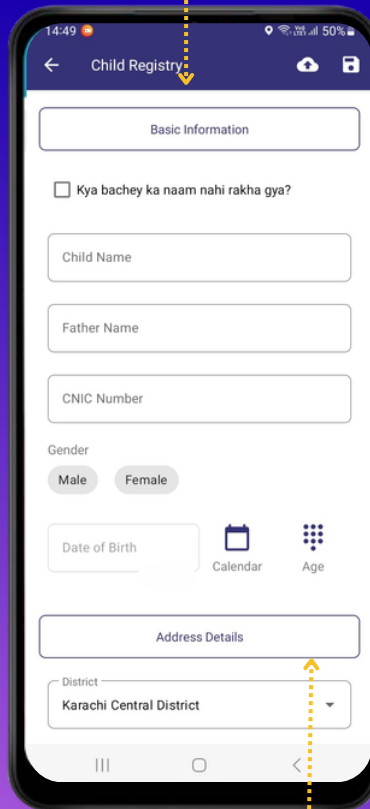 14:49 50%
Child Registry
Basic Information
Kya bachey ka naam nahi rakha gya?
Child Name
Father Name
CNIC Number
Gender
Male Female
Date of Birth
Calendar Age
Address Details
District
Karachi Central District